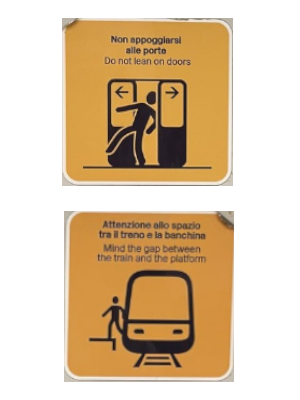 Non appoggiarsi
alle porte
Do not lean on doors
Attenzione allo spazio
tra il treno e la banchina
Mind the gap between
the train and the platform